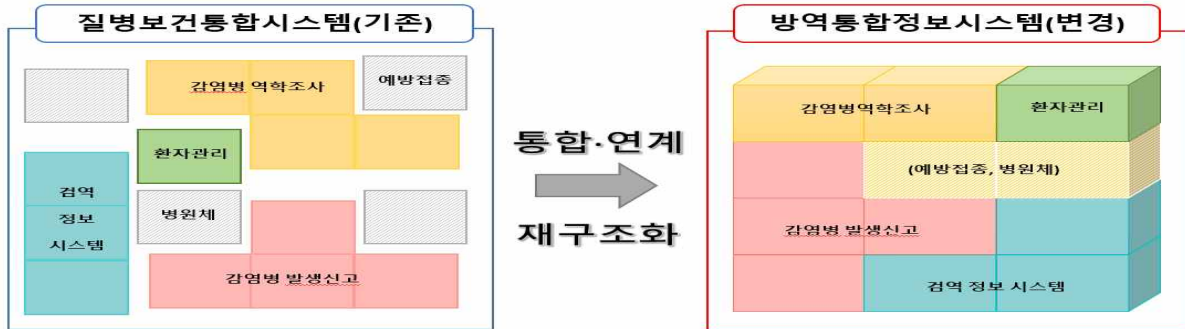 질병보건통합시스템(기존)
감염병 역학조사
예방접종
환자관리
검역
정보
시스템
병원체
감염병 발생신고
통합·연계
재구조화
방역통합정보시스템(변경)
감염병역학조사
환자관리
(예방접종, 병원체)
감염병 발생신고
검역 정보 시스템